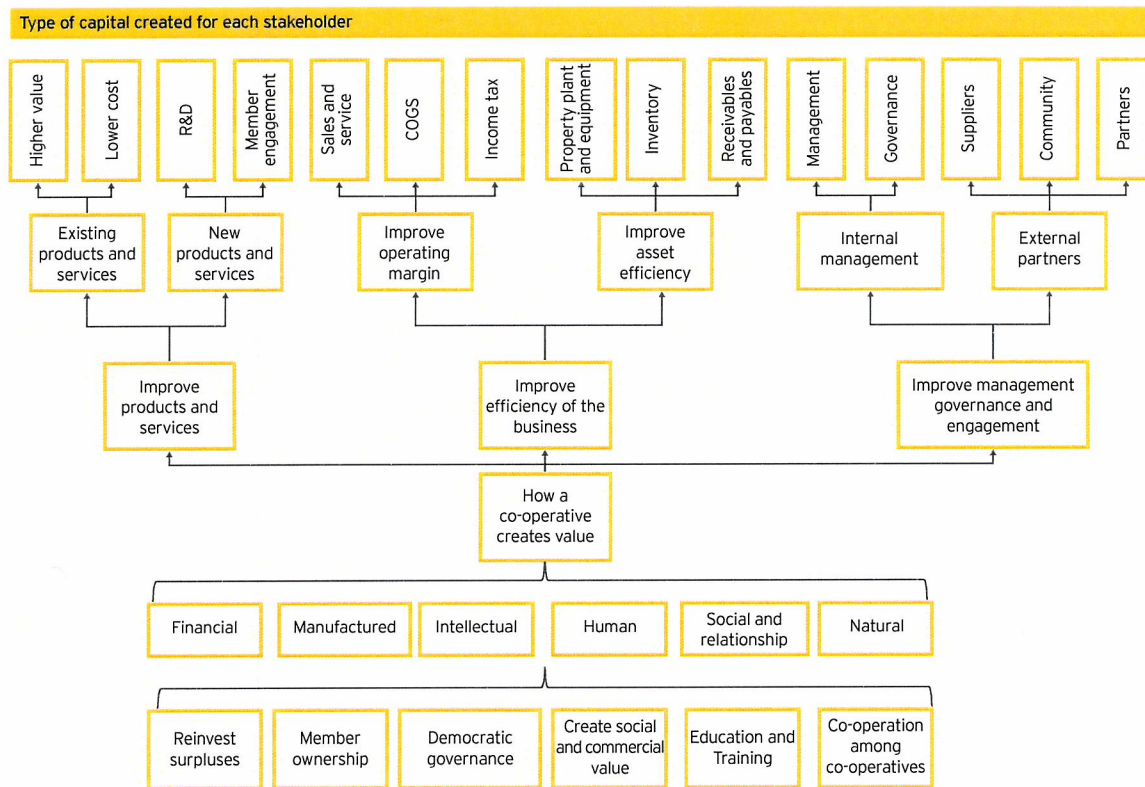 Type of capital created for each stakeholder
Higher value
Lower cost
R&D
Member
engagement
Sales and
service
COGS
Income tax
Property plant
and equipment
Inventory
Receivables
and payables
Management
Governance
Suppliers
Community
Partners
Existing
products and
services
New
products and
services
Improve
operating
margin
Improve
asset
efficiency
Internal
management
External
partners
Improve
products and
services
Improve
efficiency of the
business
Improve management
governance and
engagement
How a
co-operative
creates value
Financial
Manufactured
Intellectual
Human
Social and
relationship
Natural
Reinvest
surpluses
Member
ownership
Democratic
governance
Create social
and commercial
value
Education and
Training
Co-operation
among
co-operatives